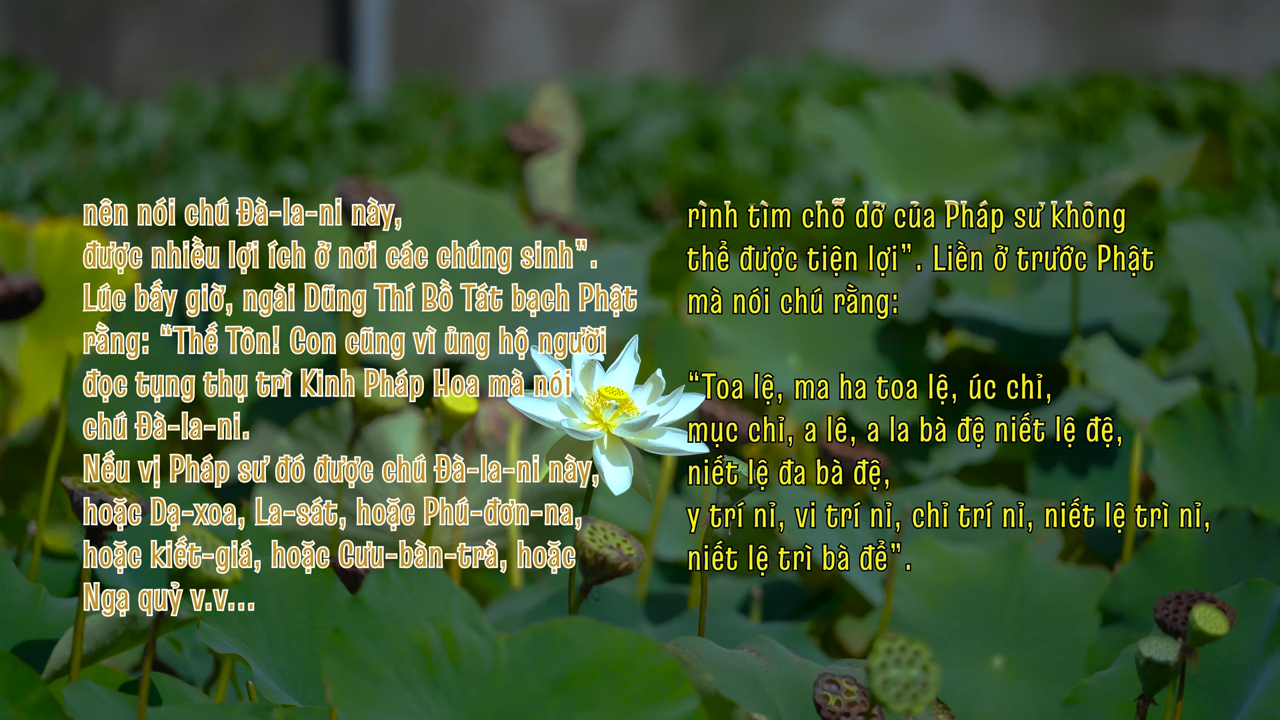 nên nói chú Đà-la-ni này,
được nhiều lợi ích ở nơi các chúng sinh”.
Lúc bấy giờ, ngài Dũng Thí Bồ Tát bạch Phật
rằng: “Thế Tôn! Con cũng vì ủng hộ người
đọc tụng thụ trì Kinh Pháp Hoa mà nói
chú Đà-la-ni.
Nếu vị Pháp sư đó được chú Đà-la-ni này,
hoặc Dạ-xoa, La-sát, hoặc Phú-đơn-na,
hoặc kiết-giá, hoặc Cưu-bàn-trà, hoặc
Ngạ quỷ v.v...
rình tìm chỗ dở của Pháp sư không
thể được tiện lợi”. Liền ở trước Phật
mà nói chú rằng:
“Toa lệ, ma ha toa lệ, úc chỉ,
mục chỉ, a lê, a la bà đệ niết lệ đệ,
niết lệ đa bà đệ,
y trí nỉ, vi trí nỉ, chỉ trí nỉ, niết lệ trì nỉ,
niết lệ trì bà để”.